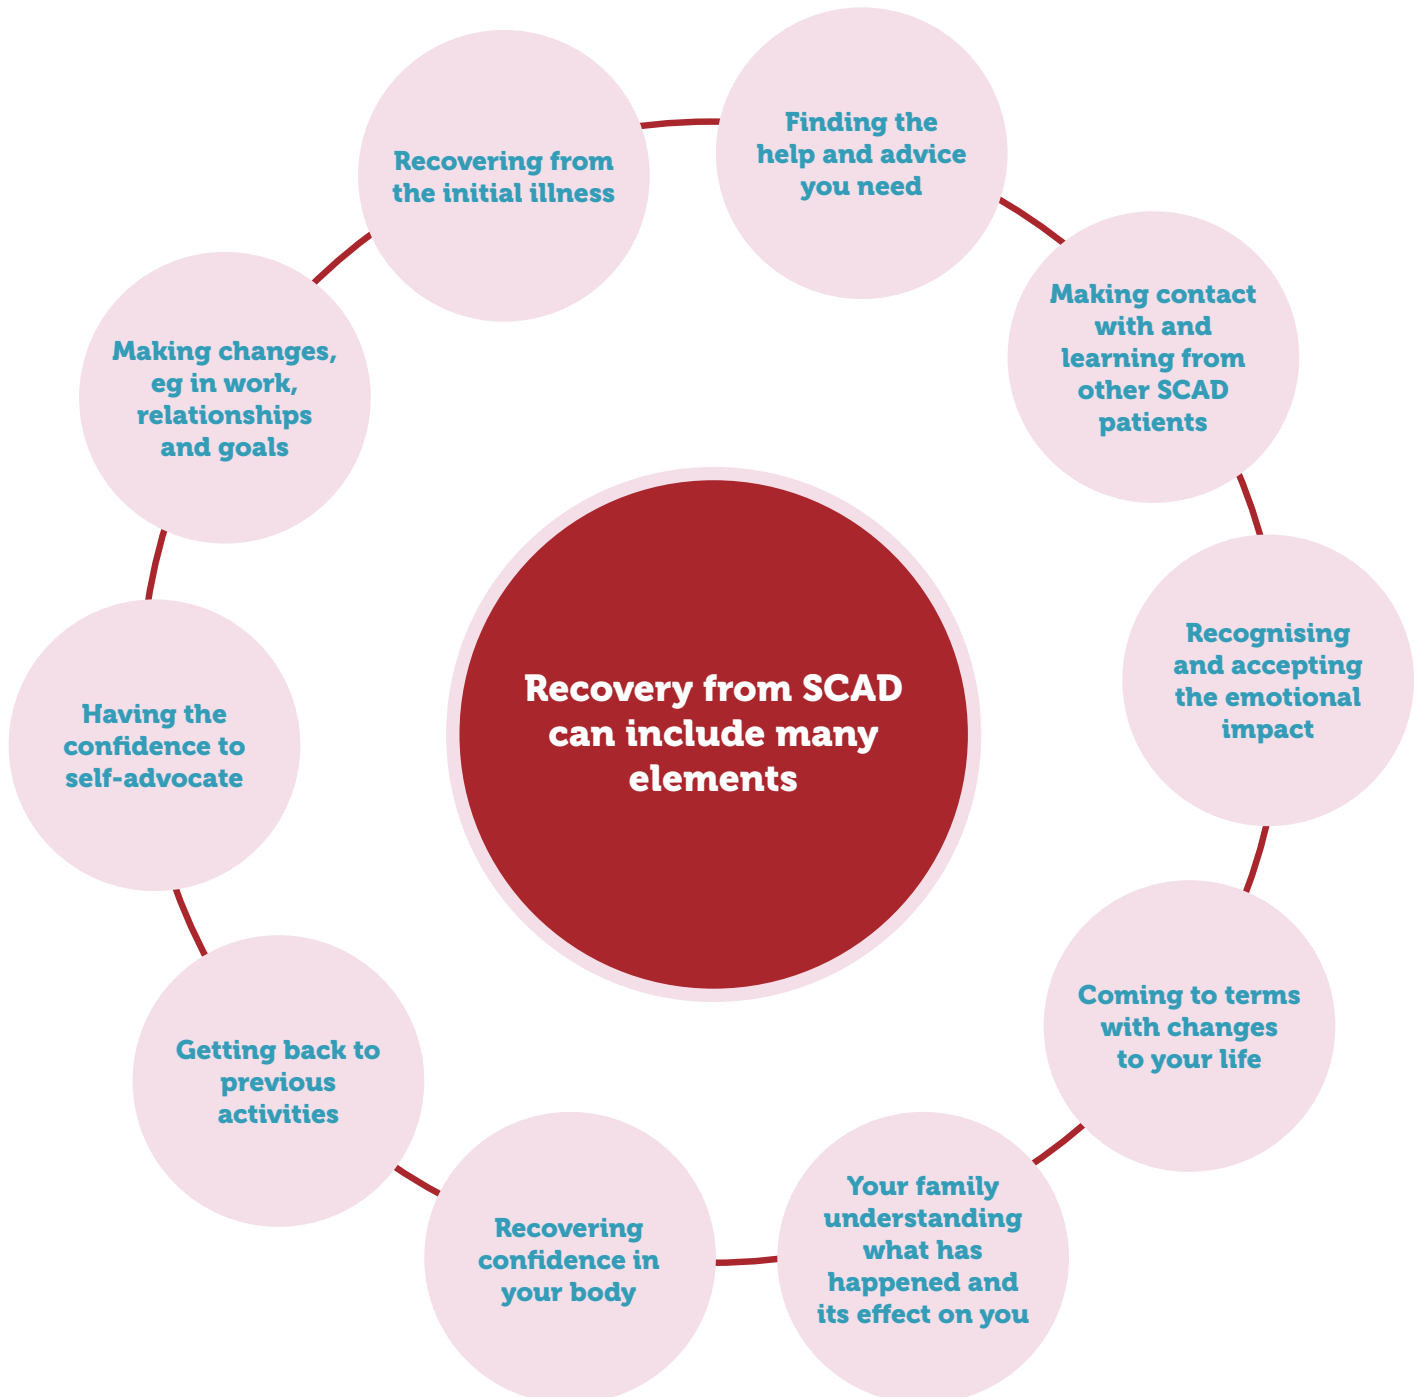 Finding the
help and advice
you need
Recovering from
the initial illness
Making contact
with and
learning from
other SCAD
patients
Making changes,
eg in work,
relationships
and goals
Recognising
and accepting
the emotional
impact
Recovery from SCAD
can include many
elements
Having the
confidence to
self-advocate
Coming to terms
with changes
to your life
Getting back to
previous
activities
Your family
understanding
what has
happened and
its effect on you
Recovering
confidence in
your body